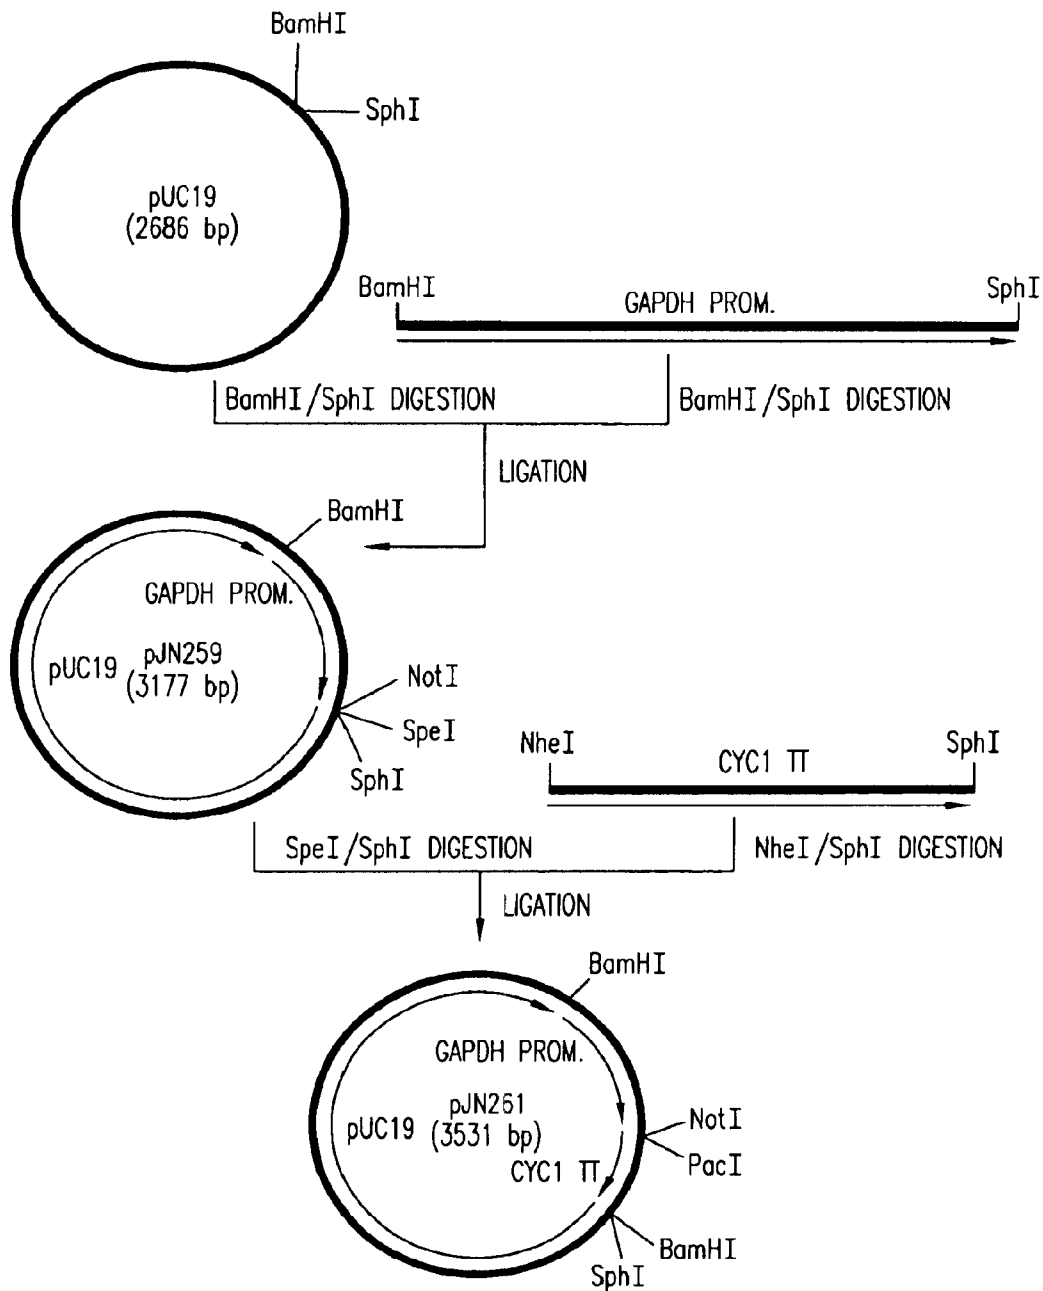 BamHI
SphI
pUC19
(2686 bp)
BamHI
GAPDH PROM.
SphI
BamHI/SphI DIGESTION
BamHI/SphI DIGESTION
LIGATION
BamHI
GAPDH PROM.
pUC19 pJN259
(3177 bp)
NotI
SpeI
SphI
NheI
CYC1 TT
SphI
SpeI/SphI DIGESTION
NheI/SphI DIGESTION
LIGATION
BamHI
GAPDH PROM.
pUC19 pJN261
(3531 bp)
CYC1 TT
NotI
PacI
BamHI
SphI